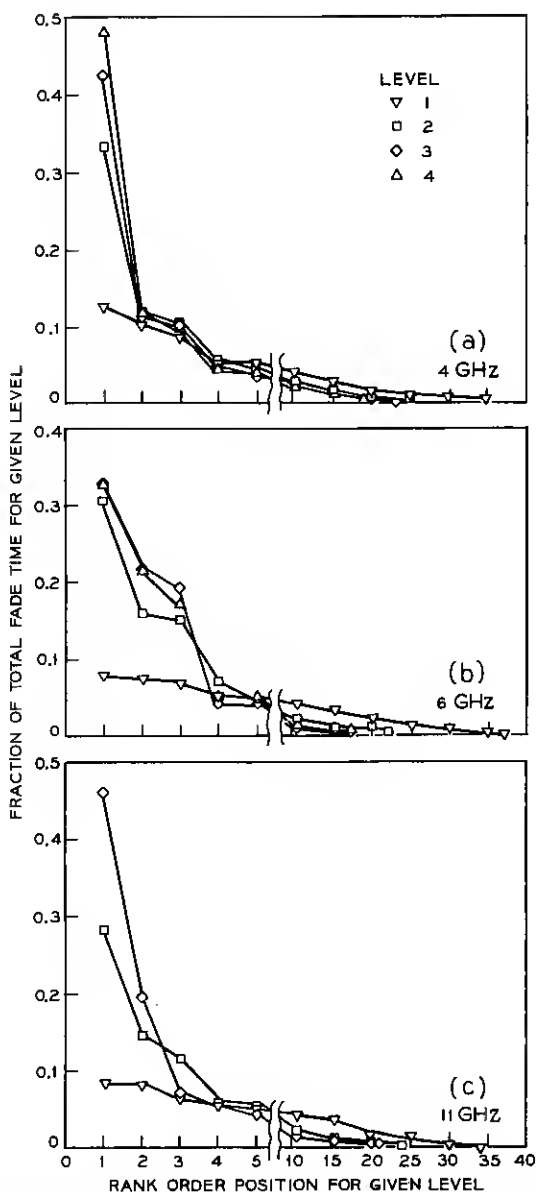 0.5
0.4
0.3
0.2
0.1
0
LEVEL
▽ 1
□ 2
◇ 3
△ 4
(a)
4 GHZ
0.4
0.3
0.2
0.1
0
(b)
6 GHZ
0.5
0.4
0.3
0.2
0.1
0
(c)
11 GHZ
0 1 2 3 4 5 10 15 20 25 30 35 40
RANK ORDER POSITION FOR GIVEN LEVEL
FRACTION OF TOTAL FADE TIME FOR GIVEN LEVEL